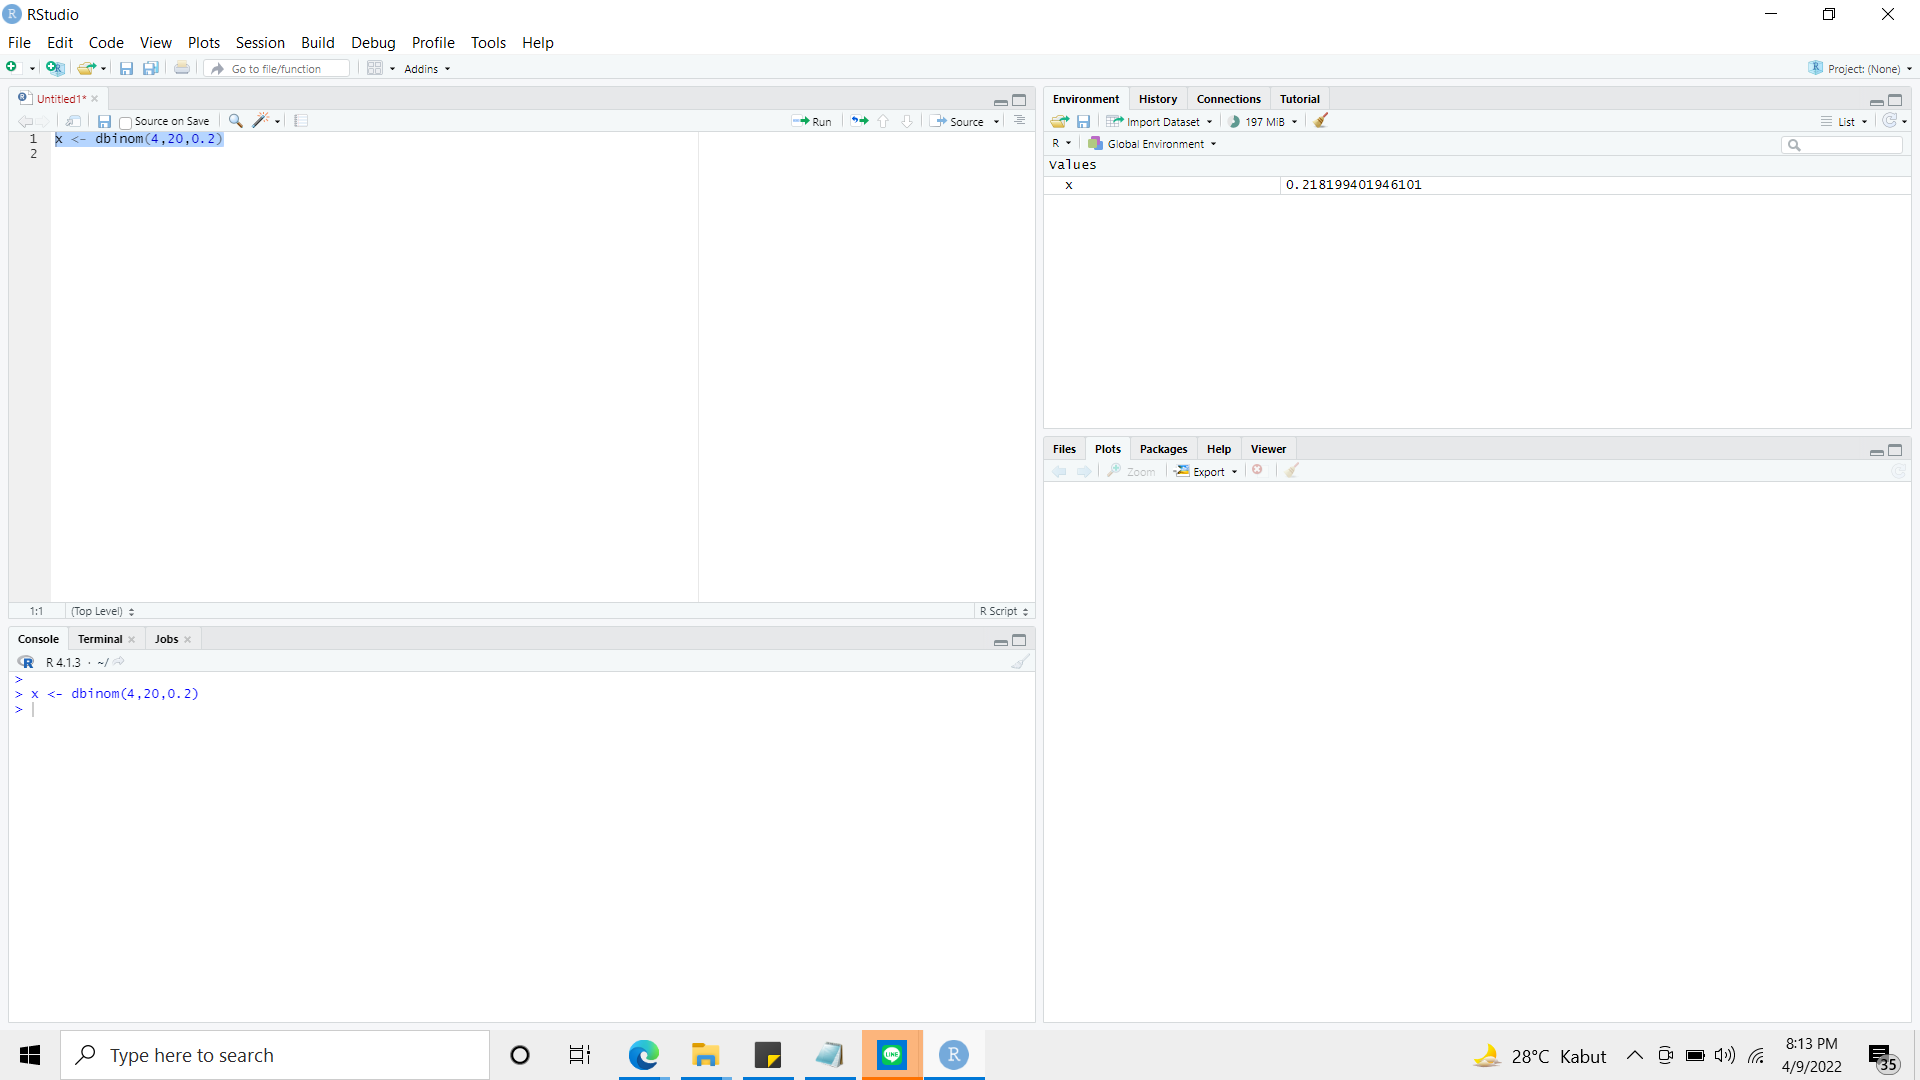 RStudio
File Edit Code View Plots Session Build Debug Profile Tools Help
Go to file/function Addins Project: (None)
Untitled1*
Source on Save Run Source
1 x <- dbinom(4,20,0.2)
2
1:1 (Top Level) R Script
Console Terminal Jobs
R 4.1.3 · ~/
>
> x <- dbinom(4,20,0.2)
>
Environment History Connections Tutorial
Import Dataset 197 MiB List
R Global Environment
Values
x 0.218199401946101
Files Plots Packages Help Viewer
Zoom Export
Type here to search
28°C Kabut
8:13 PM
4/9/2022
35
LINE
R